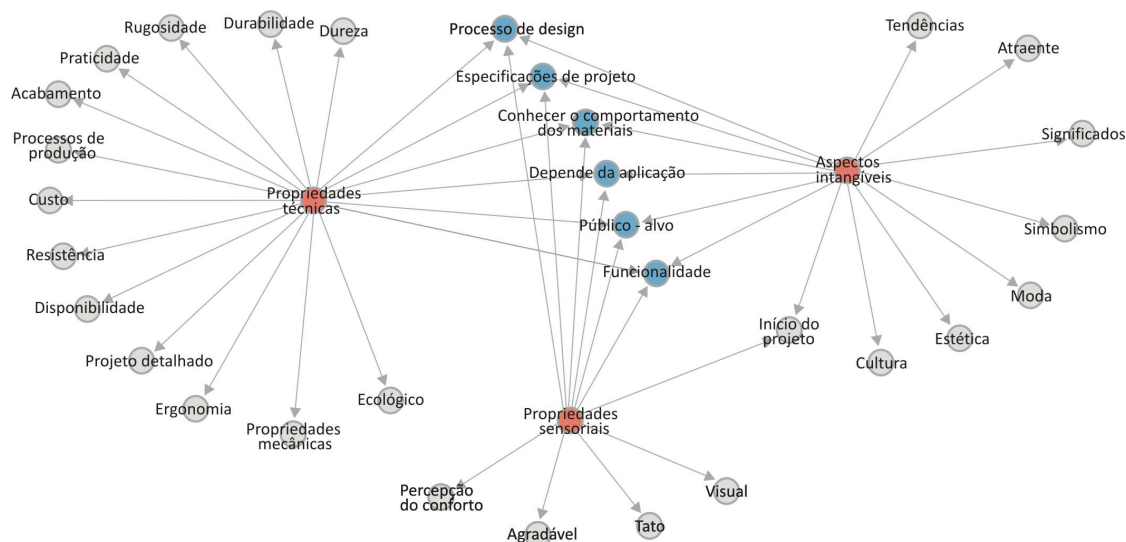 Rugosidade
Durabilidade
Dureza
Processo de design
Tendências
Atraente
Praticidade
Especificações de projeto
Acabamento
Conhecer o comportamento
dos materiais
Significados
Processos de
produção
Depende da aplicação
Aspectos
intangíveis
Custo
Propriedades
técnicas
Público - alvo
Simbolismo
Resistência
Funcionalidade
Disponibilidade
Moda
Início do
projeto
Estética
Projeto detalhado
Cultura
Ergonomia
Ecológico
Propriedades
mecânicas
Propriedades
sensoriais
Percepção
do conforto
Visual
Agradável
Tato